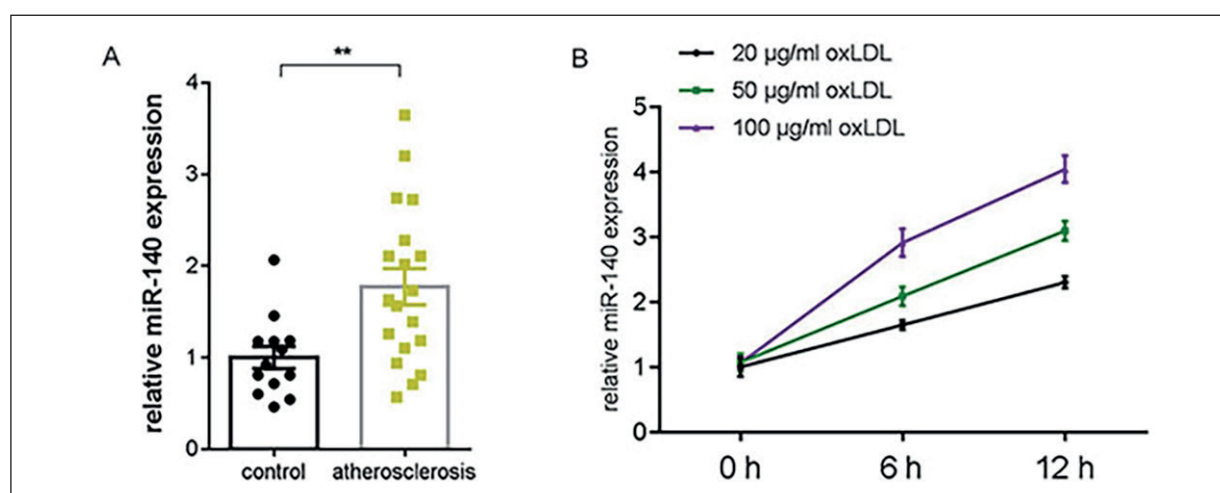 A
**
relative miR-140 expression
4
3
2
1
0
control
atherosclerosis
B
20 µg/ml oxLDL
50 µg/ml oxLDL
100 µg/ml oxLDL
relative miR-140 expression
5
4
3
2
1
0
0 h
6 h
12 h